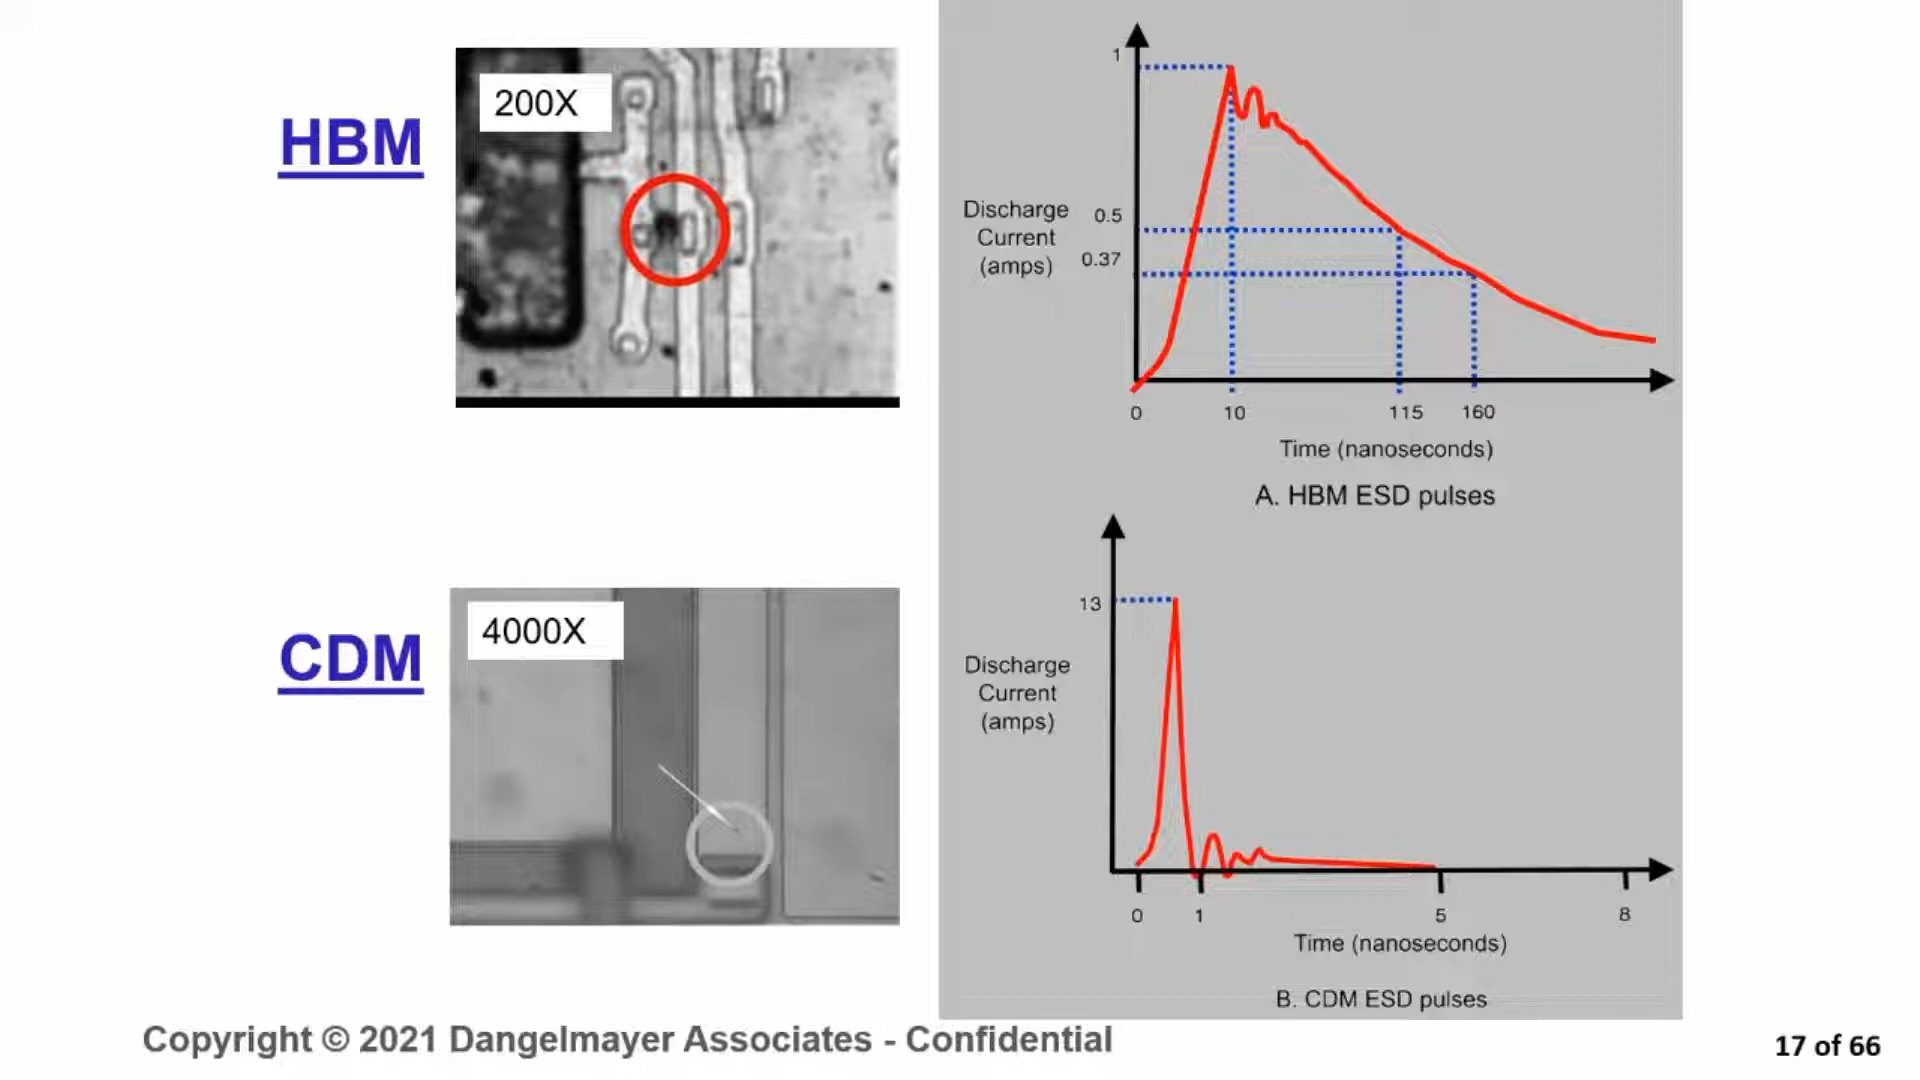 HBM
200X
1
0.5
0.37
Discharge
Current
(amps)
0
10
115
160
Time (nanoseconds)
A. HBM ESD pulses
CDM
4000X
13
Discharge
Current
(amps)
0
1
5
8
Time (nanoseconds)
B. CDM ESD pulses
Copyright © 2021 Dangelmayer Associates - Confidential
17 of 66